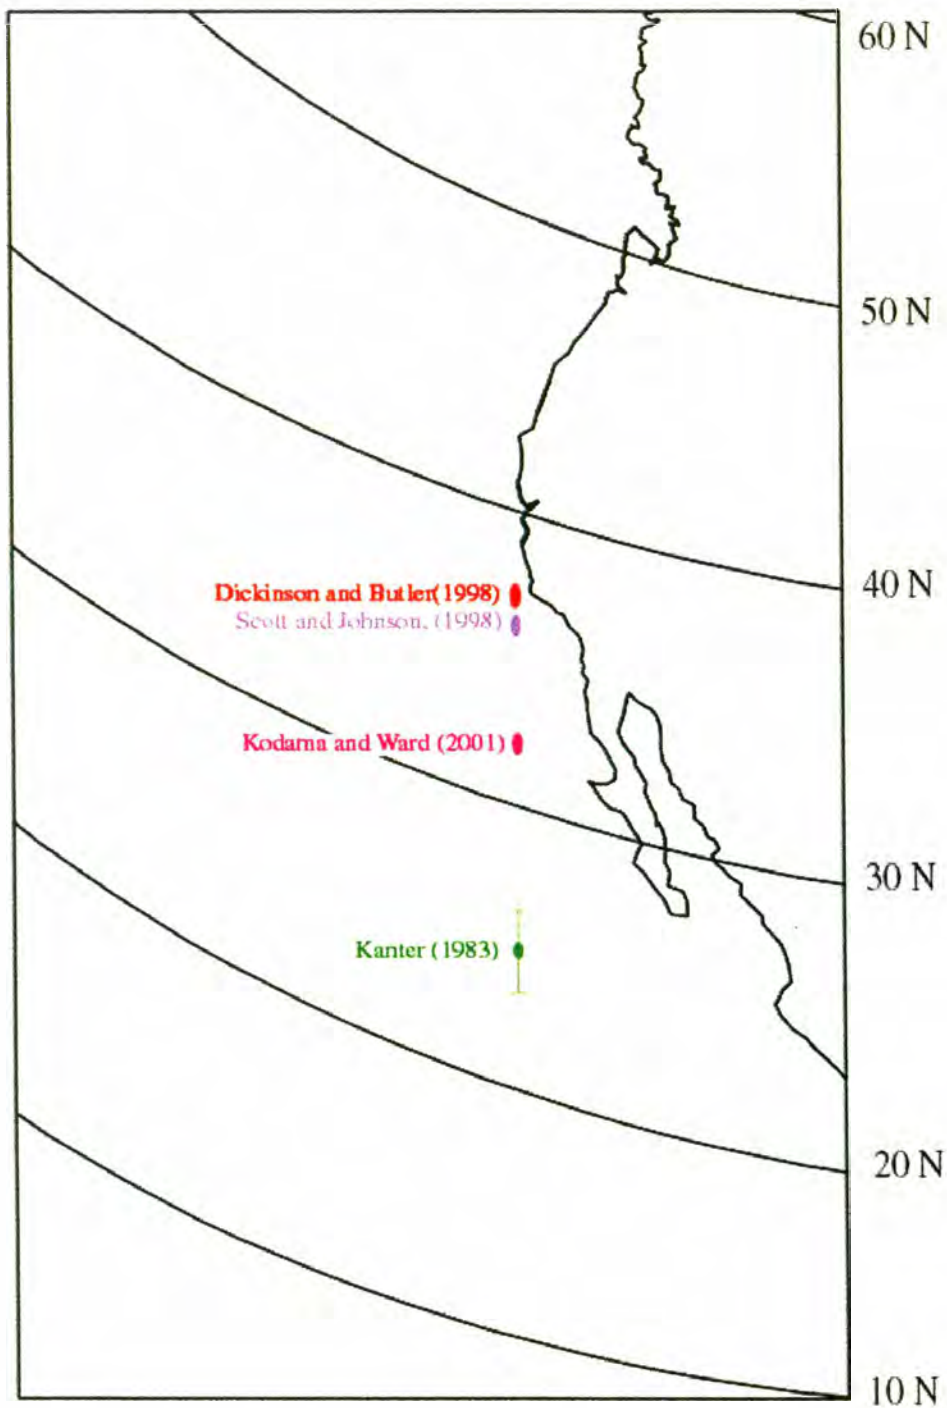 60 N
50 N
40 N
Dickinson and Butler(1998)
Scott and Johnson, (1998)
Kodama and Ward (2001)
30 N
Kanter (1983)
20 N
10 N